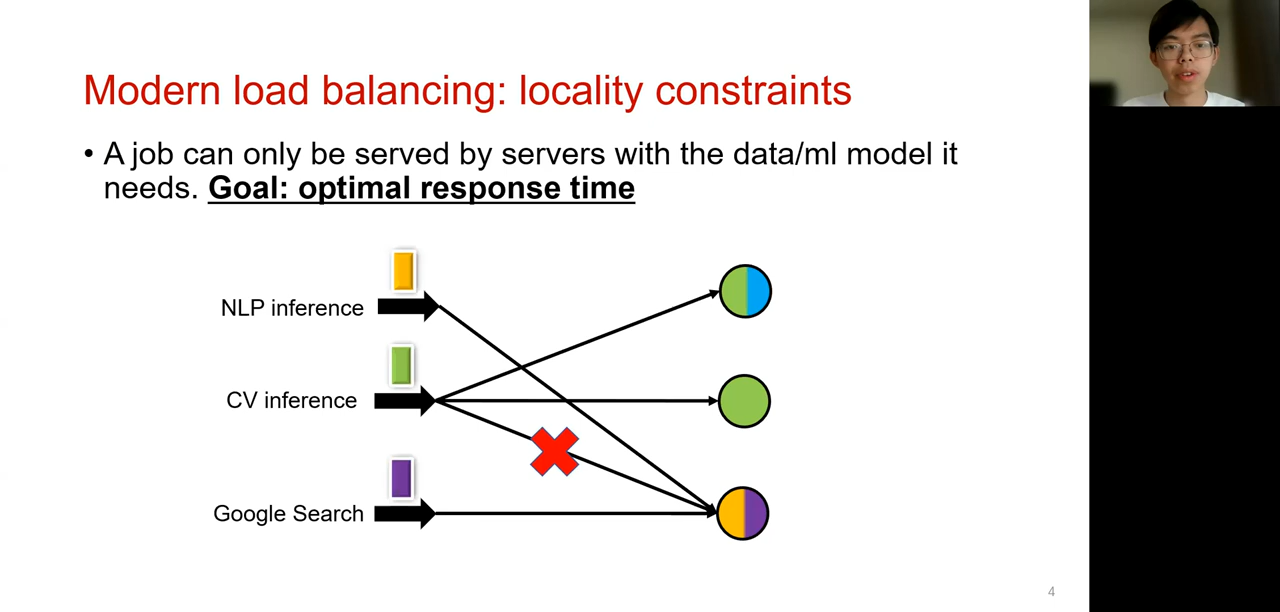 Modern load balancing: locality constraints
• A job can only be served by servers with the data/ml model it
needs. Goal: optimal response time
NLP inference
CV inference
Google Search
4